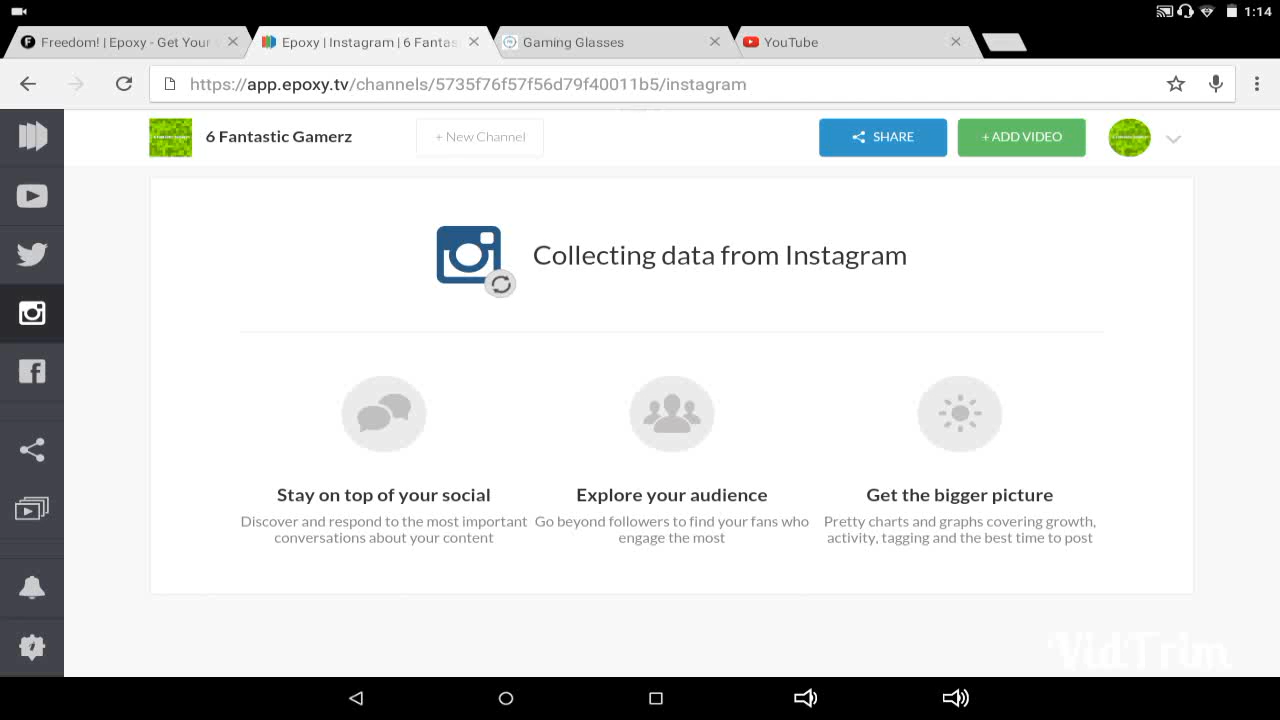 1:14
Freedom! | Epoxy - Get Your
Epoxy | Instagram | 6 Fantas
Gaming Glasses
YouTube
https://app.epoxy.tv/channels/5735f76f57f56d79f40011b5/instagram
6 Fantastic Gamerz
+ New Channel
SHARE
+ ADD VIDEO
Collecting data from Instagram
Stay on top of your social
Discover and respond to the most important
conversations about your content
Explore your audience
Go beyond followers to find your fans who
engage the most
Get the bigger picture
Pretty charts and graphs covering growth,
activity, tagging and the best time to post
VidTrim